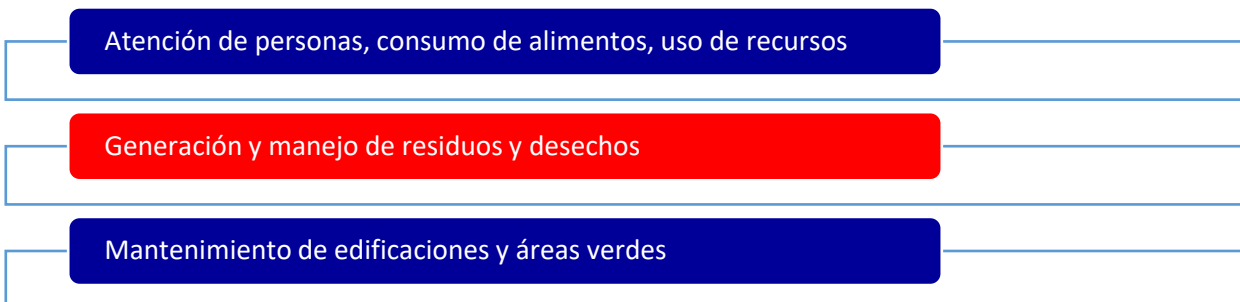 Atención de personas, consumo de alimentos, uso de recursos
Generación y manejo de residuos y desechos
Mantenimiento de edificaciones y áreas verdes